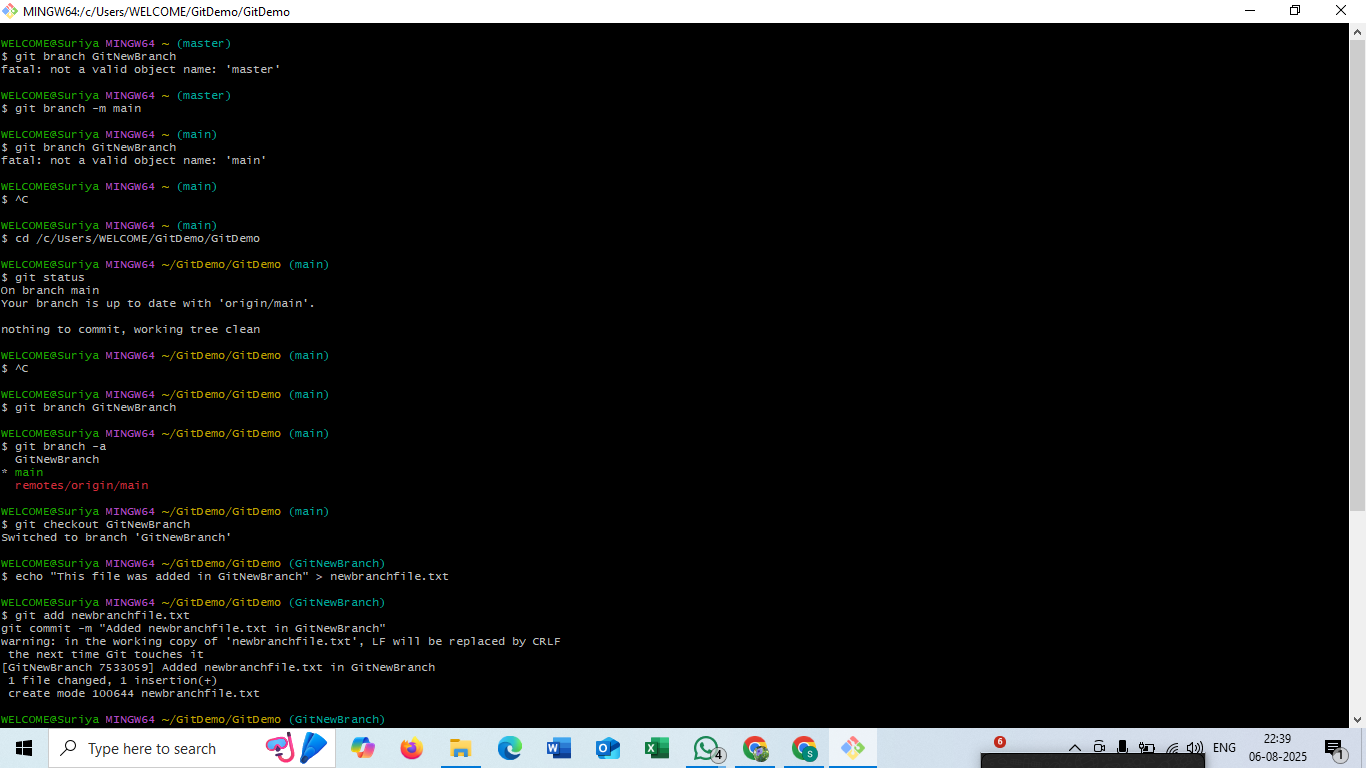 MINGW64:/c/Users/WELCOME/GitDemo/GitDemo
WELCOME@Suriya MINGW64 ~ (master)
$ git branch GitNewBranch
fatal: not a valid object name: 'master'
WELCOME@Suriya MINGW64 ~ (master)
$ git branch -m main
WELCOME@Suriya MINGW64 ~ (main)
$ git branch GitNewBranch
fatal: not a valid object name: 'main'
WELCOME@Suriya MINGW64 ~ (main)
$ ^C
WELCOME@Suriya MINGW64 ~ (main)
$ cd /c/Users/WELCOME/GitDemo/GitDemo
WELCOME@Suriya MINGW64 ~/GitDemo/GitDemo (main)
$ git status
On branch main
Your branch is up to date with 'origin/main'.
nothing to commit, working tree clean
WELCOME@Suriya MINGW64 ~/GitDemo/GitDemo (main)
$ ^C
WELCOME@Suriya MINGW64 ~/GitDemo/GitDemo (main)
$ git branch GitNewBranch
WELCOME@Suriya MINGW64 ~/GitDemo/GitDemo (main)
$ git branch -a
  GitNewBranch
* main
  remotes/origin/main
WELCOME@Suriya MINGW64 ~/GitDemo/GitDemo (main)
$ git checkout GitNewBranch
Switched to branch 'GitNewBranch'
WELCOME@Suriya MINGW64 ~/GitDemo/GitDemo (GitNewBranch)
$ echo "This file was added in GitNewBranch" > newbranchfile.txt
WELCOME@Suriya MINGW64 ~/GitDemo/GitDemo (GitNewBranch)
$ git add newbranchfile.txt
git commit -m "Added newbranchfile.txt in GitNewBranch"
warning: in the working copy of 'newbranchfile.txt', LF will be replaced by CRLF
 the next time Git touches it
[GitNewBranch 7533059] Added newbranchfile.txt in GitNewBranch
 1 file changed, 1 insertion(+)
 create mode 100644 newbranchfile.txt
WELCOME@Suriya MINGW64 ~/GitDemo/GitDemo (GitNewBranch)
Type here to search
4
S
6
ENG
22:39
06-08-2025
1